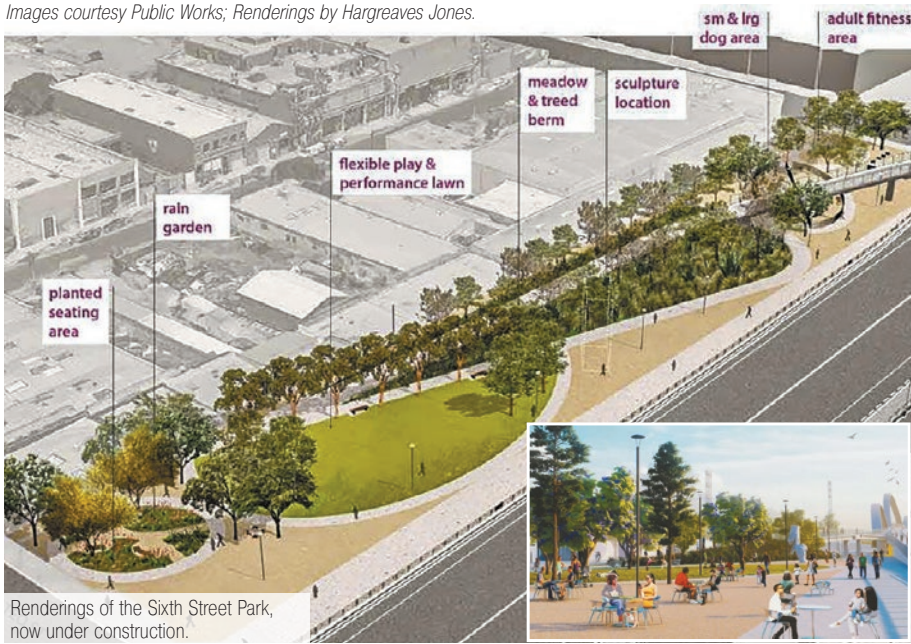 Images courtesy Public Works; Renderings by Hargreaves Jones.
sm & lrg
dog area
adult fitness
area
meadow
& treed
berm
sculpture
location
flexible play &
performance lawn
rain
garden
planted
seating
area
Renderings of the Sixth Street Park,
now under construction.